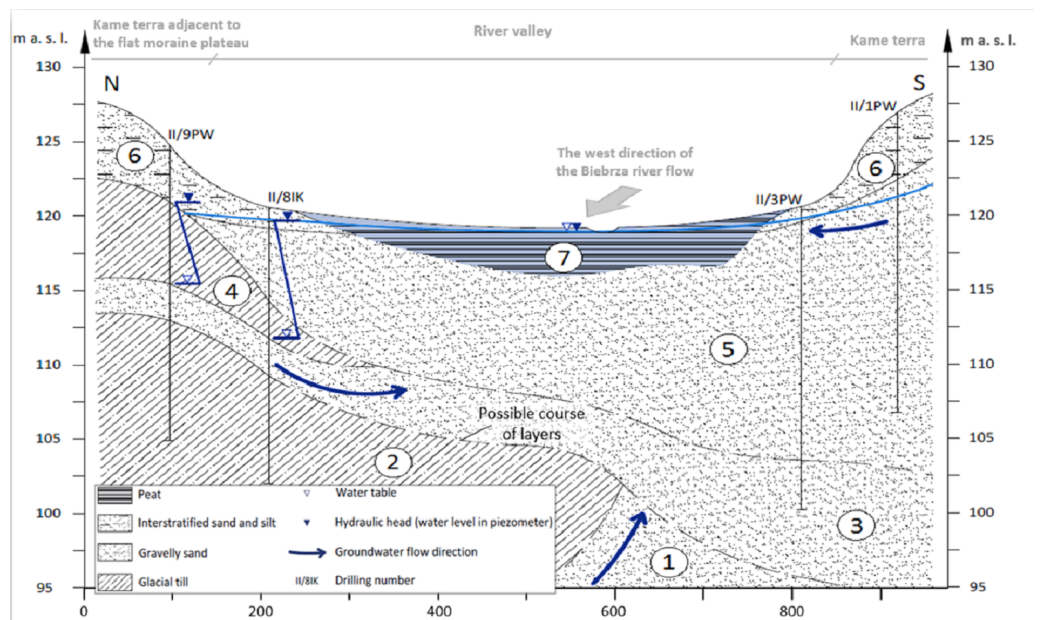 Kame terra adjacent to
the flat moraine plateau
River valley
Kame terra
m a. s. l.
m a. s. l.
130
130
N
S
II/9PW
II/1PW
125
125
6
6
The west direction of
the Biebrza river flow
II/8IK
II/3PW
120
120
7
115
115
4
5
110
110
Possible course
of layers
105
105
2
Peat
Water table
Interstratified sand and silt
Hydraulic head (water level in piezometer)
100
100
3
Gravelly sand
Groundwater flow direction
1
Glacial till
II/8IK
Drilling number
95
95
0
200
400
600
800